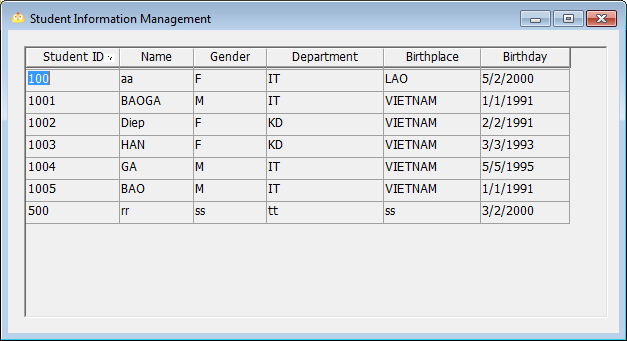 Student Information Management
Student ID Name Gender Department Birthplace Birthday
100 aa F IT LAO 5/2/2000
1001 BAOGA M IT VIETNAM 1/1/1991
1002 Diep F KD VIETNAM 2/2/1991
1003 HAN F KD VIETNAM 3/3/1993
1004 GA M IT VIETNAM 5/5/1995
1005 BAO M IT VIETNAM 1/1/1991
500 rr ss tt ss 3/2/2000